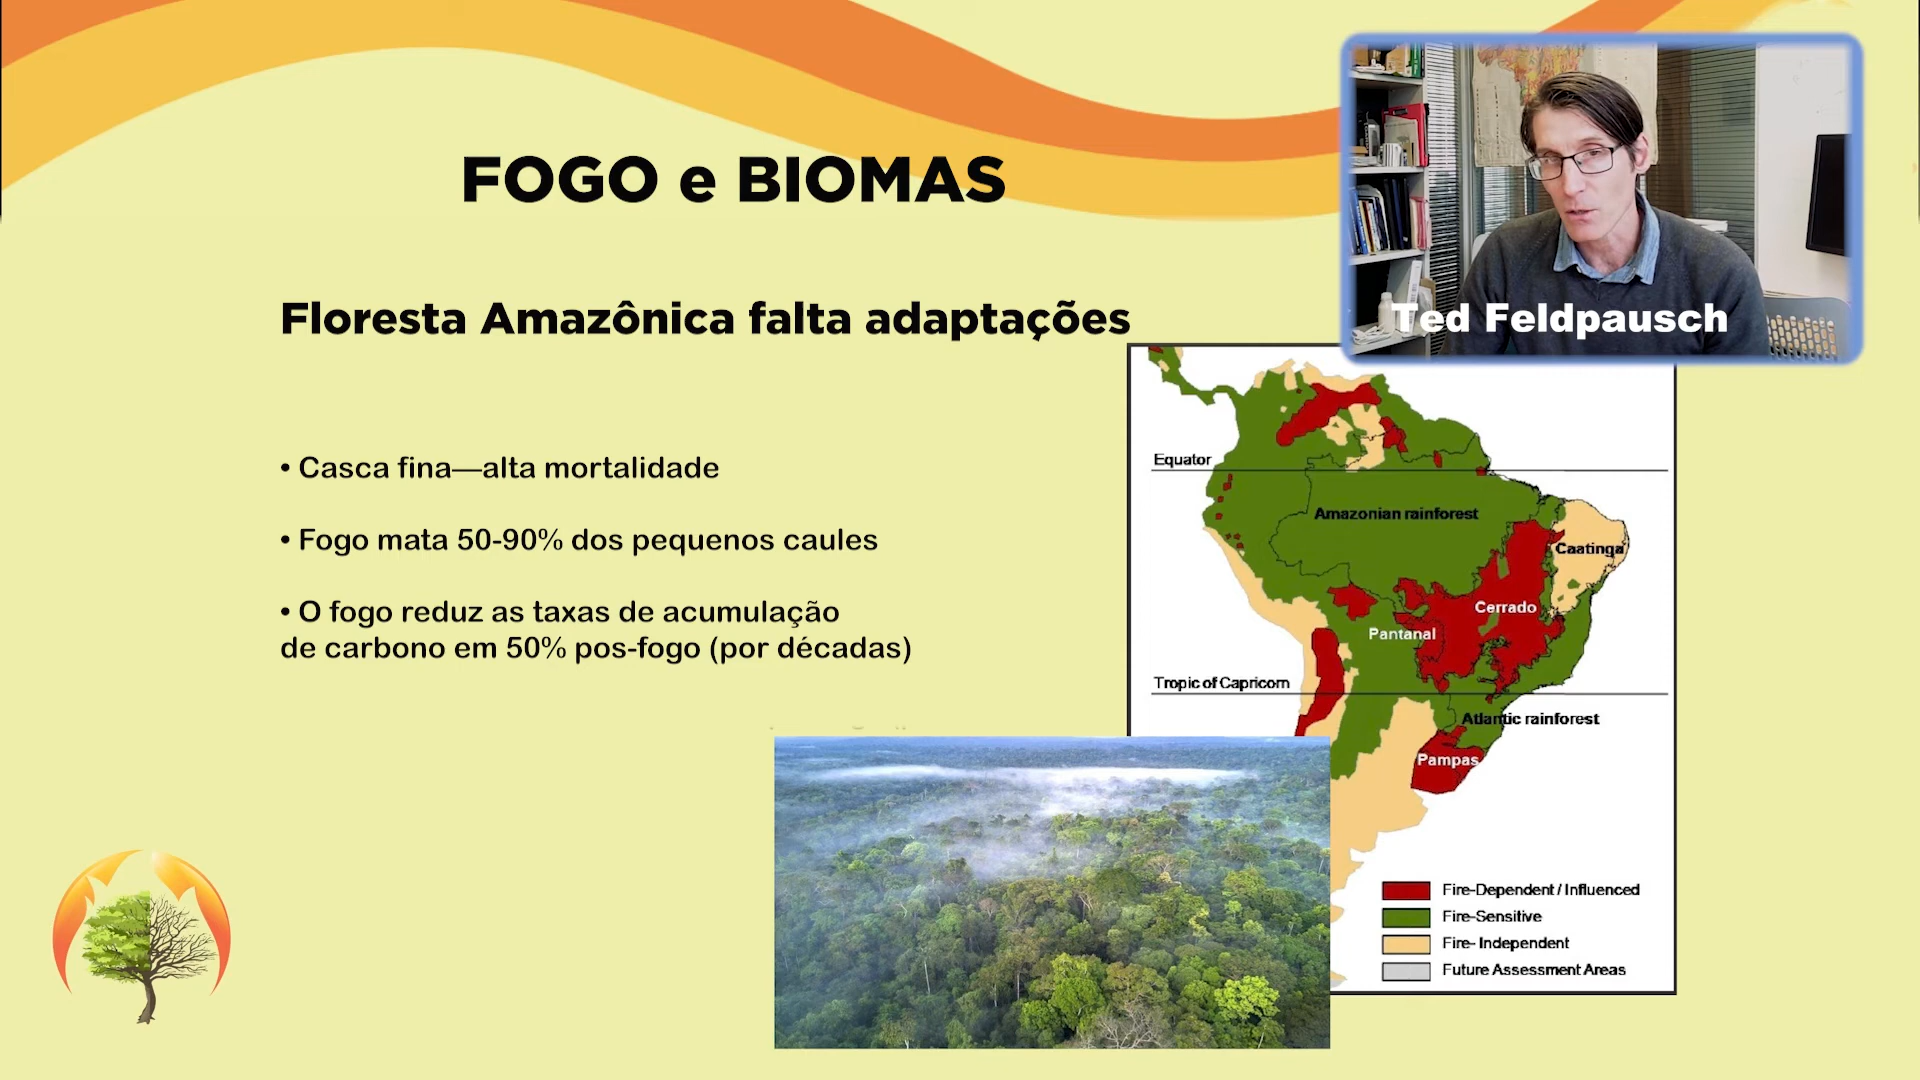 FOGO e BIOMAS
Ted Feldpausch
Floresta Amazônica falta adaptações
• Casca fina—alta mortalidade
• Fogo mata 50-90% dos pequenos caules
• O fogo reduz as taxas de acumulação
de carbono em 50% pos-fogo (por décadas)
Equator
Amazonian rainforest
Caatinga
Cerrado
Pantanal
Tropic of Capricorn
Atlantic rainforest
Pampas
Fire-Dependent / Influenced
Fire-Sensitive
Fire- Independent
Future Assessment Areas